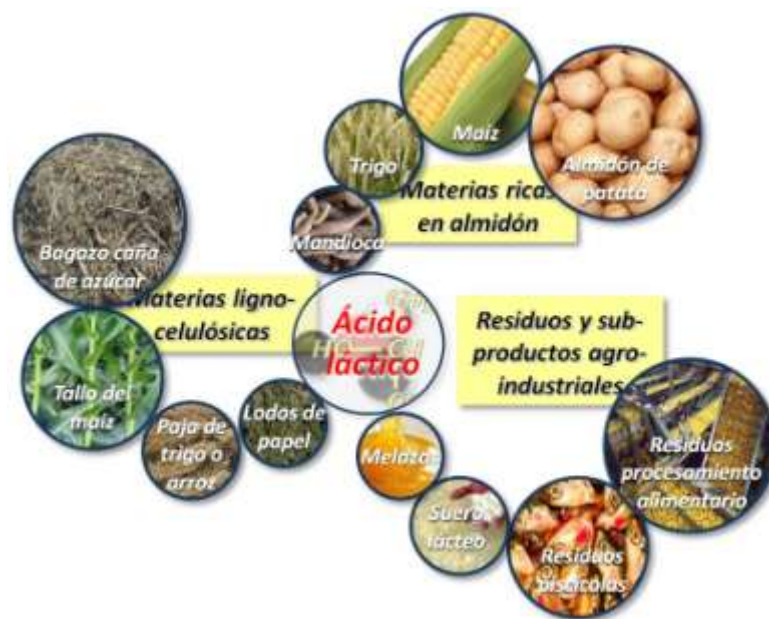 Maíz
Trigo
Almidón de
patata
Materias ricas
en almidón
Mandioca
Bagazo caña
de azúcar
Materias ligno-
celulósicas
Ácido
láctico
Residuos y sub-
productos agro-
industriales
Tallo del
maíz
Paja de
trigo o
arroz
Lodos de
papel
Melazas
Suero
lácteo
Residuos
piscícolas
Residuos
procesamiento
alimentario